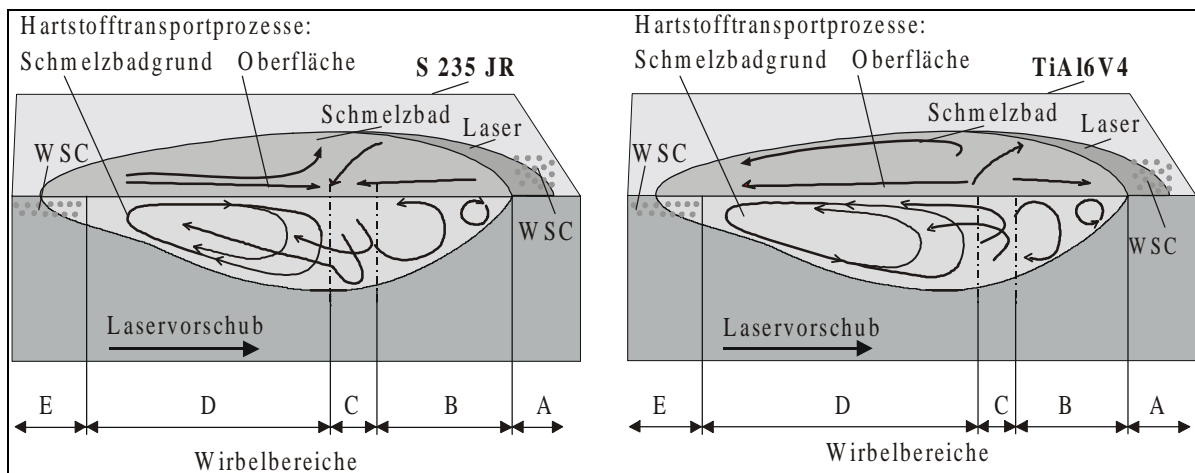 Hartstofftransportprozesse:
Schmelzbadgrund Oberfläche
S 235 JR
Schmelzbad
Laser
WSC
WSC
Laservorschub
E D C B A
Wirbelbereiche
Hartstofftransportprozesse:
Schmelzbadgrund Oberfläche
TiAl6V4
Schmelzbad
Laser
WSC
WSC
Laservorschub
E D C B A
Wirbelbereiche